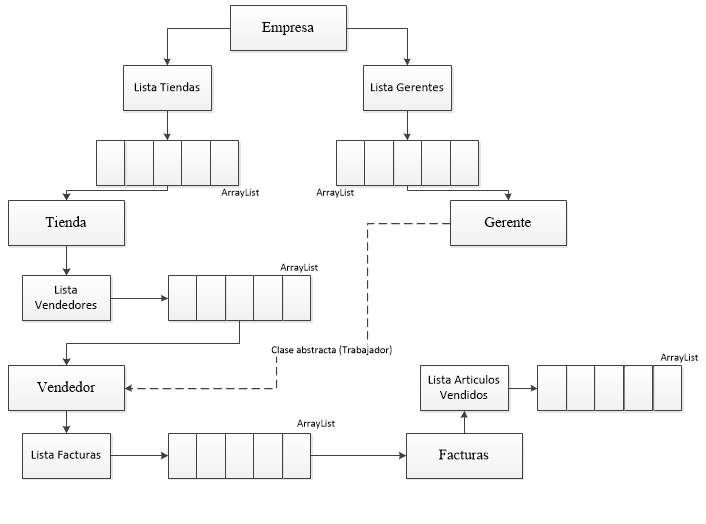 Empresa
Lista Tiendas
Lista Gerentes
ArrayList
ArrayList
Tienda
Gerente
ArrayList
Lista
Vendedores
Clase abstracta (Trabajador)
ArrayList
Vendedor
Lista Articulos
Vendidos
ArrayList
Lista Facturas
Facturas